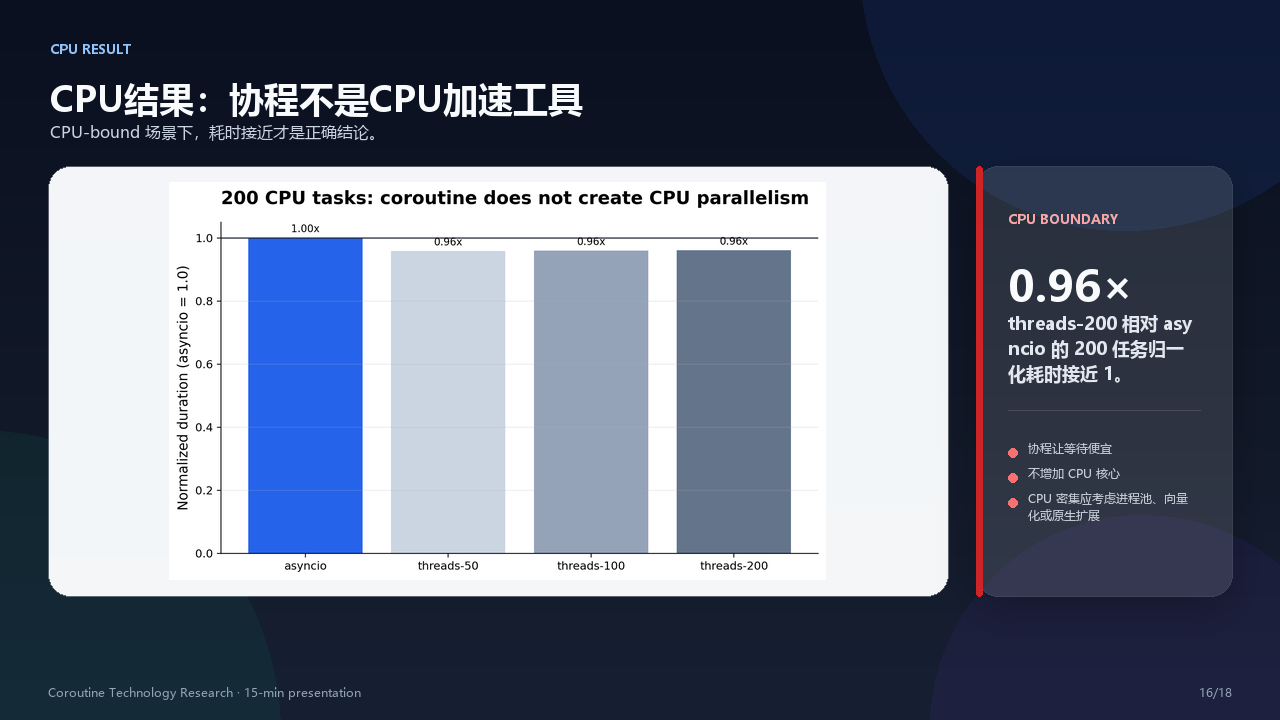 CPU RESULT
CPU结果：协程不是CPU加速工具
CPU-bound 场景下，耗时接近才是正确结论。
200 CPU tasks: coroutine does not create CPU parallelism
Normalized duration (asyncio = 1.0)
1.0
0.8
0.6
0.4
0.2
0.0
1.00x
0.96x
0.96x
0.96x
asyncio
threads-50
threads-100
threads-200
CPU BOUNDARY
0.96×
threads-200 相对 asy
ncio 的 200 任务归一
化耗时接近 1。
协程让等待便宜
不增加 CPU 核心
CPU 密集应考虑进程池、向量
化或原生扩展
Coroutine Technology Research · 15-min presentation
16/18